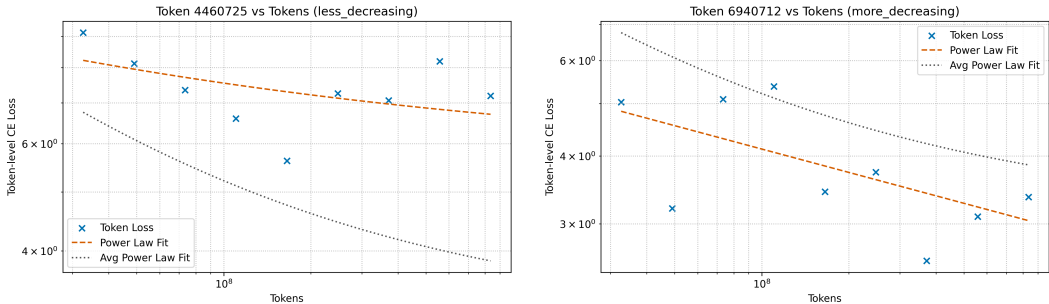 Token 4460725 vs Tokens (less_decreasing)
Token-level CE Loss
6 × 10⁰
4 × 10⁰
Token Loss
Power Law Fit
Avg Power Law Fit
10⁸
Tokens
Token 6940712 vs Tokens (more_decreasing)
Token-level CE Loss
6 × 10⁰
4 × 10⁰
3 × 10⁰
Token Loss
Power Law Fit
Avg Power Law Fit
10⁸
Tokens